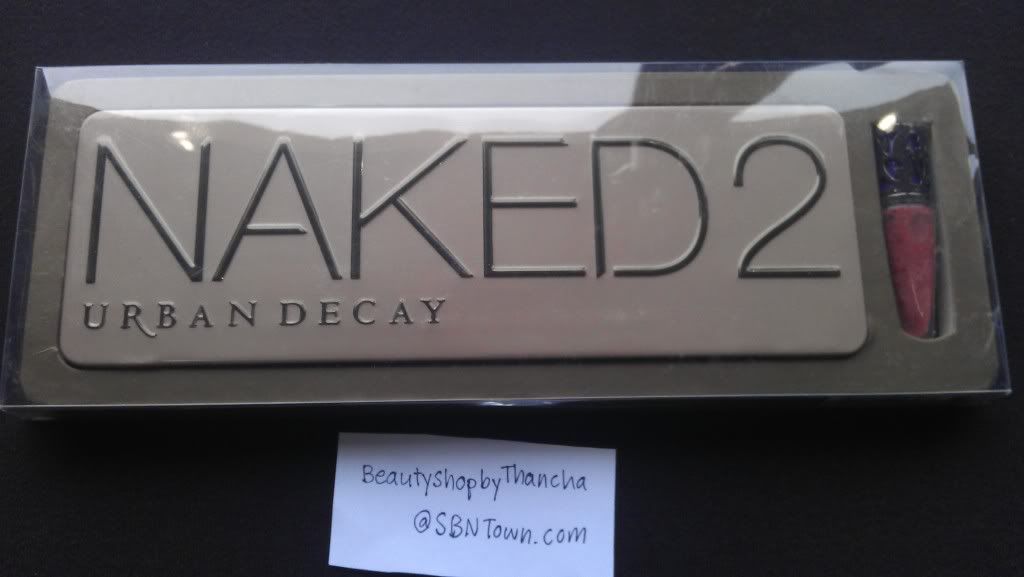 NAKED2
URBAN DECAY
BeautyshopbyThancha
@SBNTown.com